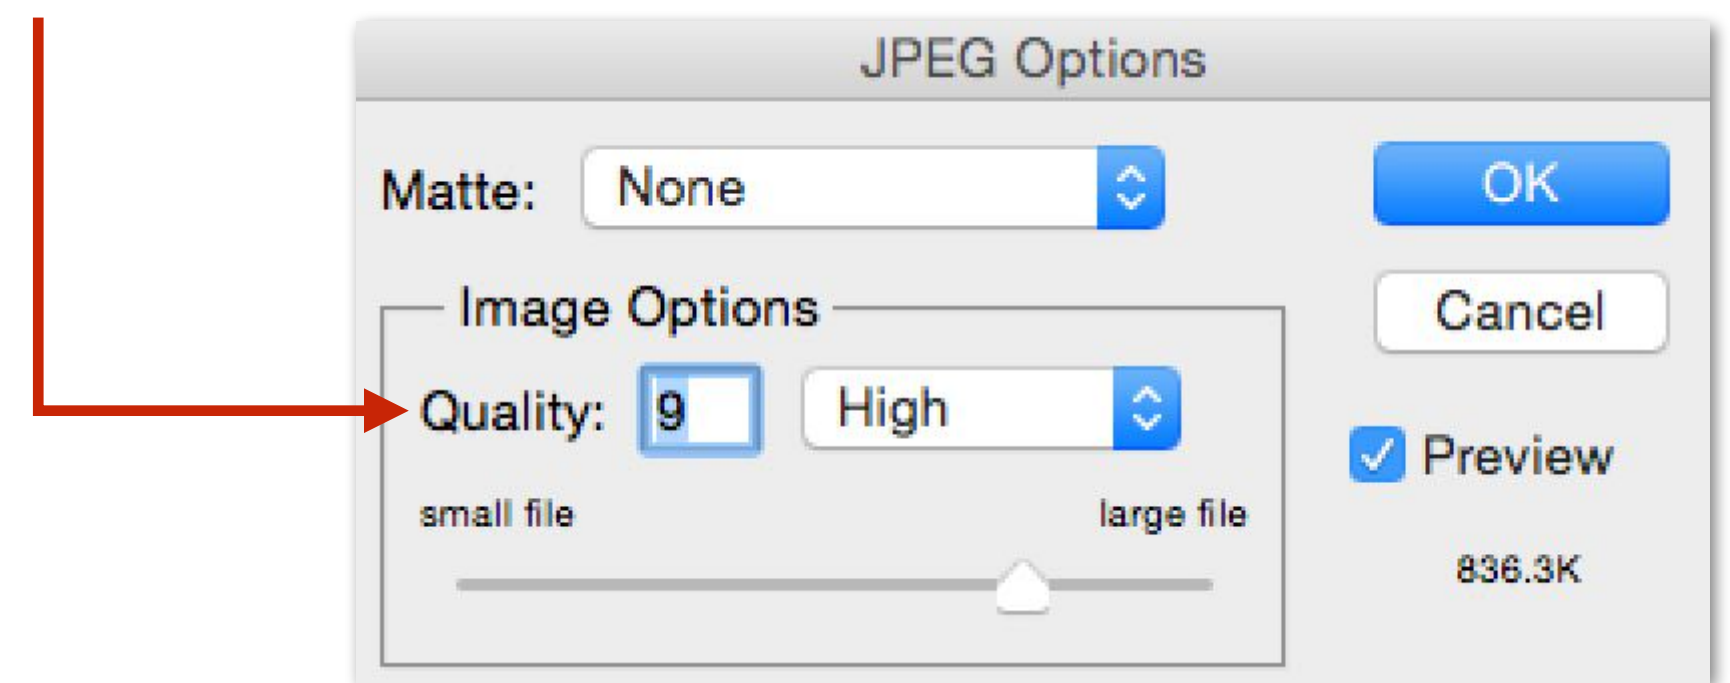 JPEG Options
Matte: None
OK
Image Options
Cancel
Quality: 9 High
Preview
small file large file
836.3K